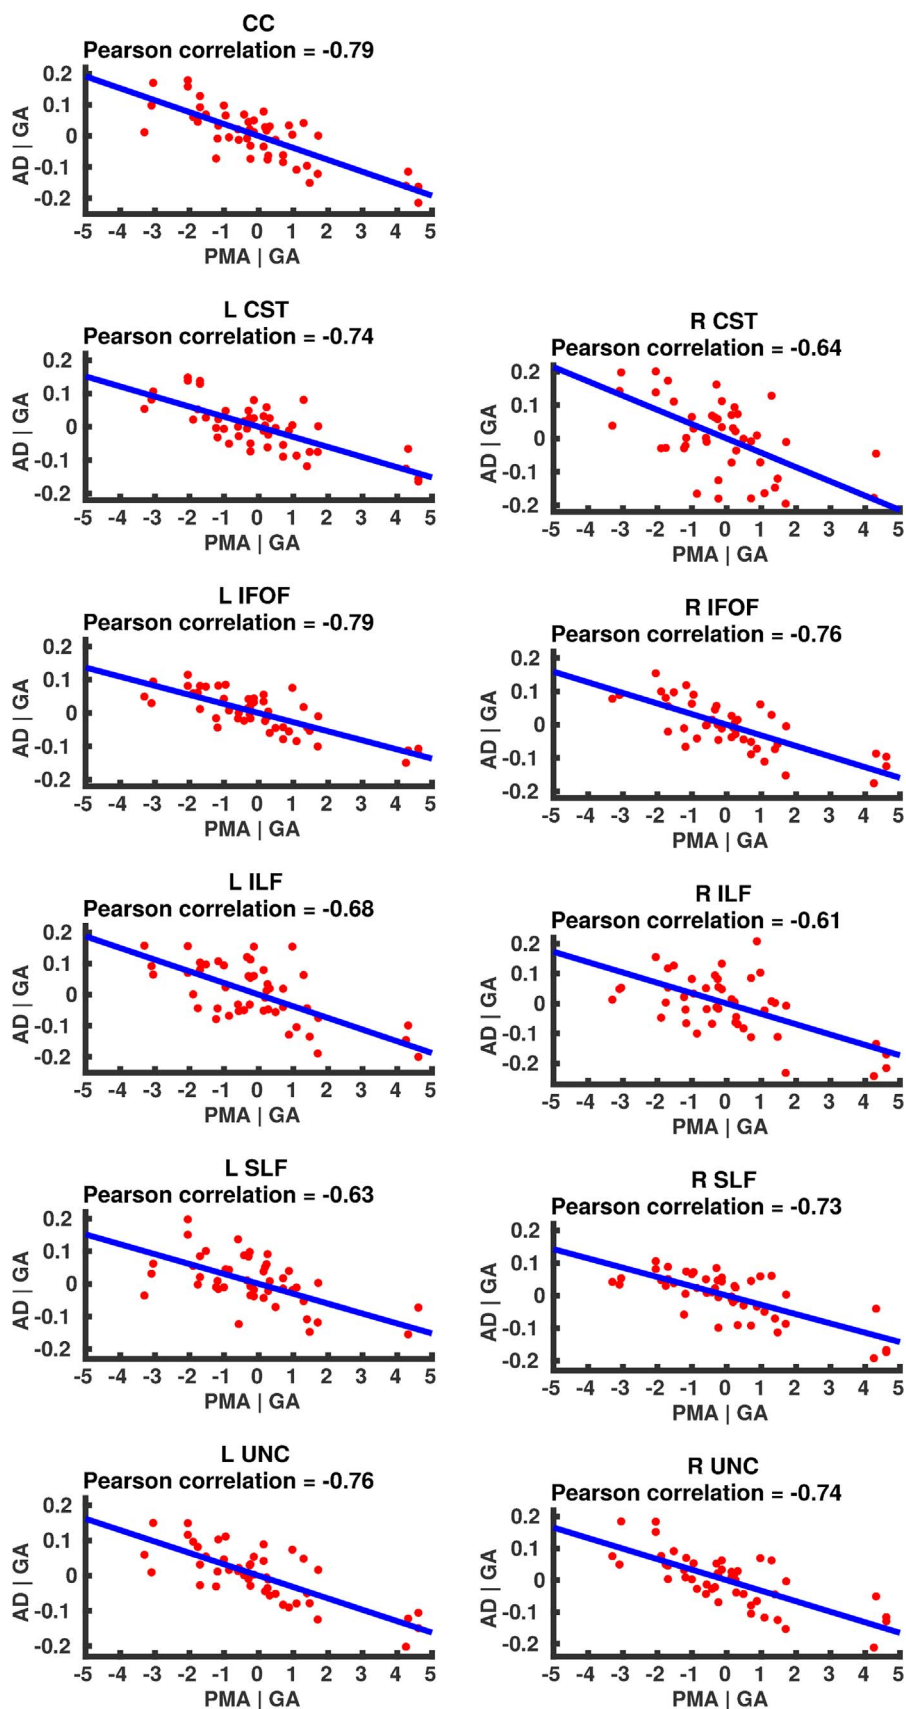 CC
Pearson correlation = -0.79
0.2
0.1
0
-0.1
-0.2
AD | GA
-5 -4 -3 -2 -1 0 1 2 3 4 5
PMA | GA
L CST
Pearson correlation = -0.74
0.2
0.1
0
-0.1
-0.2
AD | GA
-5 -4 -3 -2 -1 0 1 2 3 4 5
PMA | GA
R CST
Pearson correlation = -0.64
0.2
0.1
0
-0.1
-0.2
AD | GA
-5 -4 -3 -2 -1 0 1 2 3 4 5
PMA | GA
L IFOF
Pearson correlation = -0.79
0.2
0.1
0
-0.1
-0.2
AD | GA
-5 -4 -3 -2 -1 0 1 2 3 4 5
PMA | GA
R IFOF
Pearson correlation = -0.76
0.2
0.1
0
-0.1
-0.2
AD | GA
-5 -4 -3 -2 -1 0 1 2 3 4 5
PMA | GA
L ILF
Pearson correlation = -0.68
0.2
0.1
0
-0.1
-0.2
AD | GA
-5 -4 -3 -2 -1 0 1 2 3 4 5
PMA | GA
R ILF
Pearson correlation = -0.61
0.2
0.1
0
-0.1
-0.2
AD | GA
-5 -4 -3 -2 -1 0 1 2 3 4 5
PMA | GA
L SLF
Pearson correlation = -0.63
0.2
0.1
0
-0.1
-0.2
AD | GA
-5 -4 -3 -2 -1 0 1 2 3 4 5
PMA | GA
R SLF
Pearson correlation = -0.73
0.2
0.1
0
-0.1
-0.2
AD | GA
-5 -4 -3 -2 -1 0 1 2 3 4 5
PMA | GA
L UNC
Pearson correlation = -0.76
0.2
0.1
0
-0.1
-0.2
AD | GA
-5 -4 -3 -2 -1 0 1 2 3 4 5
PMA | GA
R UNC
Pearson correlation = -0.74
0.2
0.1
0
-0.1
-0.2
AD | GA
-5 -4 -3 -2 -1 0 1 2 3 4 5
PMA | GA